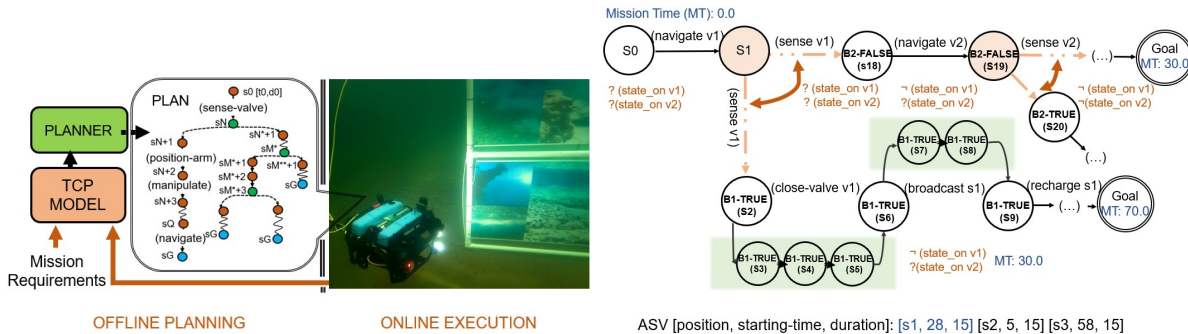 PLANNER
TCP
MODEL
Mission
Requirements
PLAN
s0 [t0,d0]
(sense-valve)
sN
sN+1
sN*+1
sM*
(position-arm)
sM*+1
sM**+1
sN+2
sM*+2
(manipulate)
sM*+3
sG
sN+3
sQ
(navigate)
sG
sG
sG
OFFLINE PLANNING
ONLINE EXECUTION
Mission Time (MT): 0.0
S0
(navigate v1)
S1
(sense v1)
B2-FALSE
(s18)
(navigate v2)
B2-FALSE
(S19)
(sense v2)
(...)
Goal
MT: 30.0
? (state_on v1)
?(state_on v2)
(sense v1)
? (state_on v1)
? (state_on v2)
¬ (state_on v1)
?(state_on v2)
¬(state_on v1)
¬(state_on v2)
B2-TRUE
(S20)
(...)
B1-TRUE
(S7)
B1-TRUE
(S8)
B1-TRUE
(S2)
(close-valve v1)
B1-TRUE
(S6)
(broadcast s1)
B1-TRUE
(S9)
(recharge s1)
(...)
Goal
MT: 70.0
B1-TRUE
(S3)
B1-TRUE
(S4)
B1-TRUE
(S5)
¬ (state_on v1)
?(state_on v2)
MT: 30.0
ASV [position, starting-time, duration]: [s1, 28, 15] [s2, 5, 15] [s3, 58, 15]